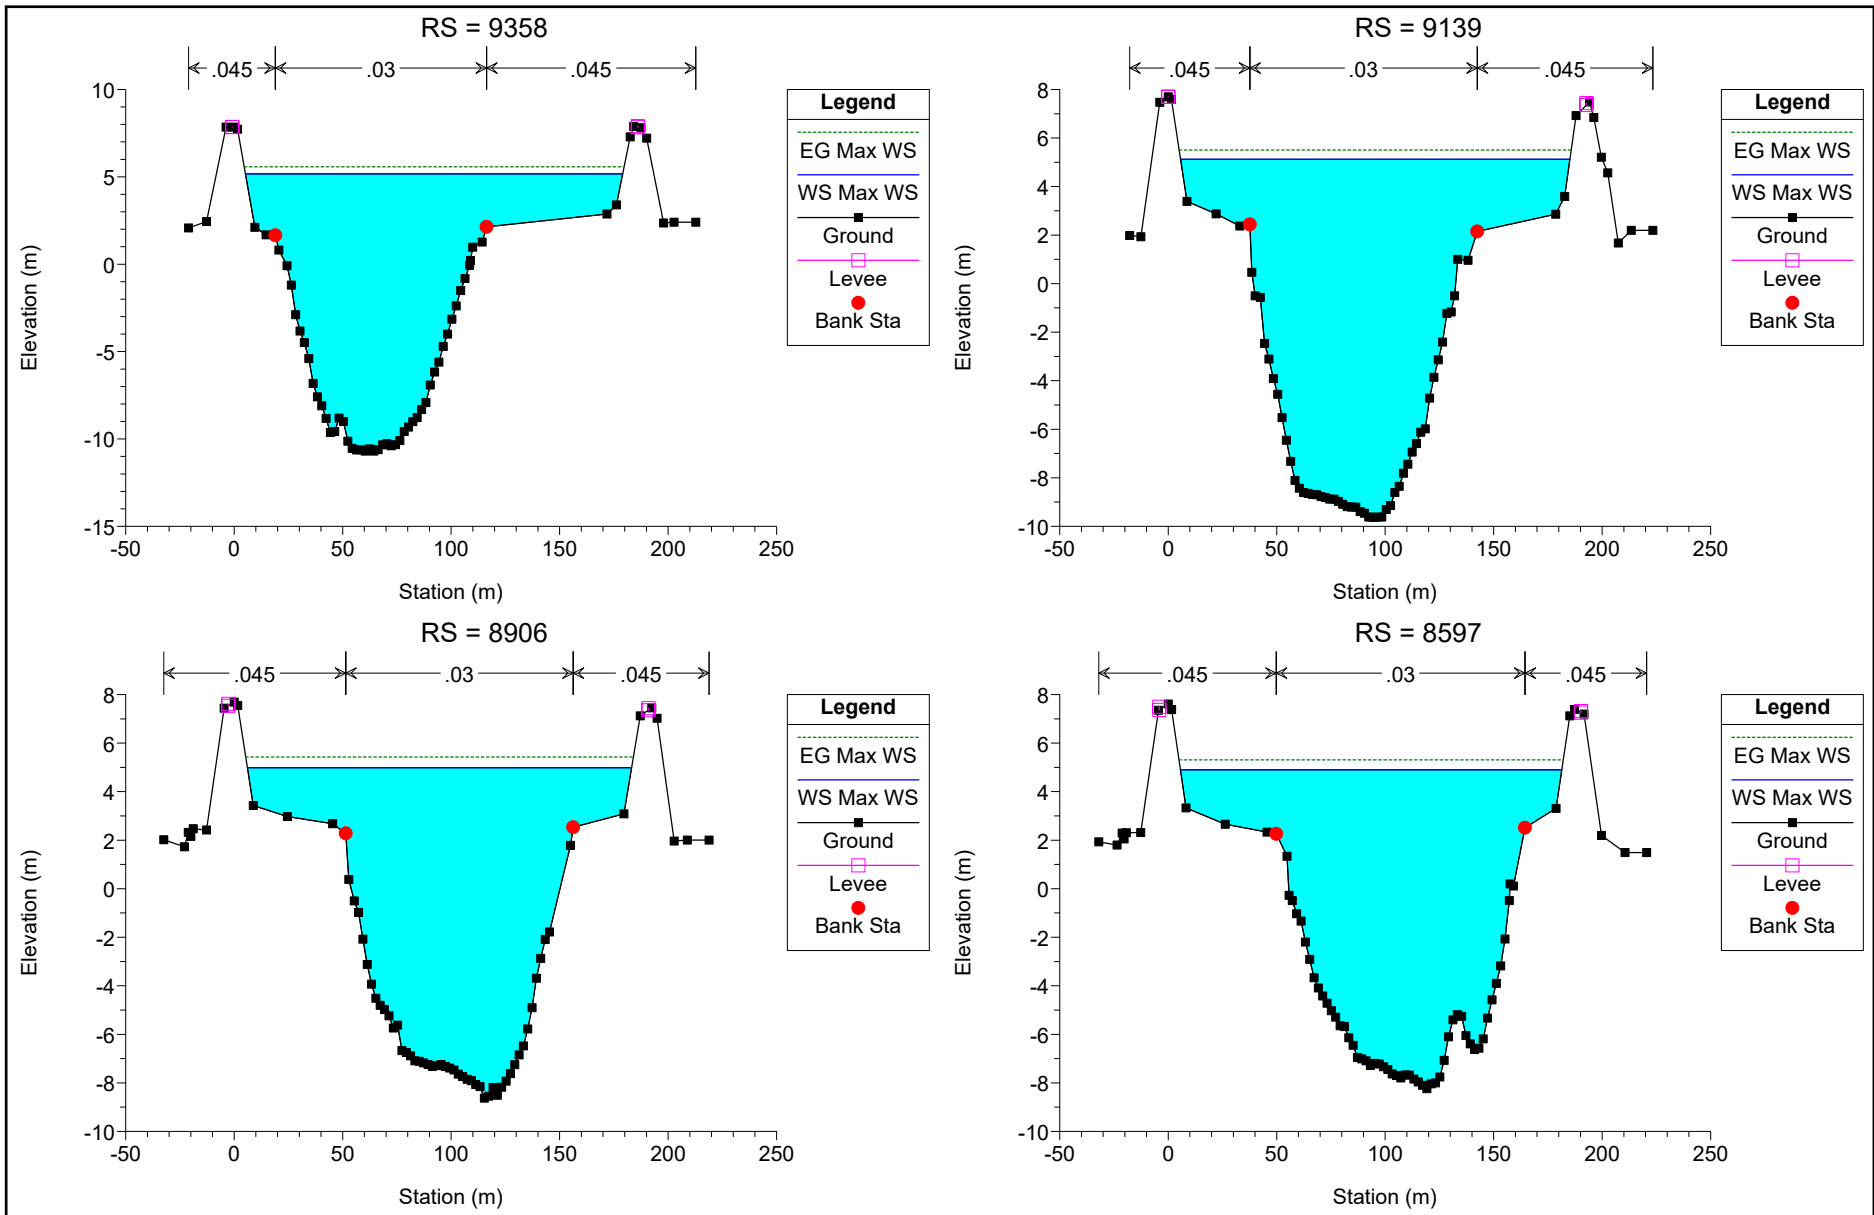 RS = 9358
.045 .03 .045
10
5
0
-5
-10
-15
-50 0 50 100 150 200 250
Elevation (m)
Station (m)
Legend
EG Max WS
WS Max WS
Ground
Levee
Bank Sta
RS = 9139
.045 .03 .045
8
6
4
2
0
-2
-4
-6
-8
-10
-50 0 50 100 150 200 250
Elevation (m)
Station (m)
Legend
EG Max WS
WS Max WS
Ground
Levee
Bank Sta
RS = 8906
.045 .03 .045
8
6
4
2
0
-2
-4
-6
-8
-10
-50 0 50 100 150 200 250
Elevation (m)
Station (m)
Legend
EG Max WS
WS Max WS
Ground
Levee
Bank Sta
RS = 8597
.045 .03 .045
8
6
4
2
0
-2
-4
-6
-8
-10
-50 0 50 100 150 200 250
Elevation (m)
Station (m)
Legend
EG Max WS
WS Max WS
Ground
Levee
Bank Sta